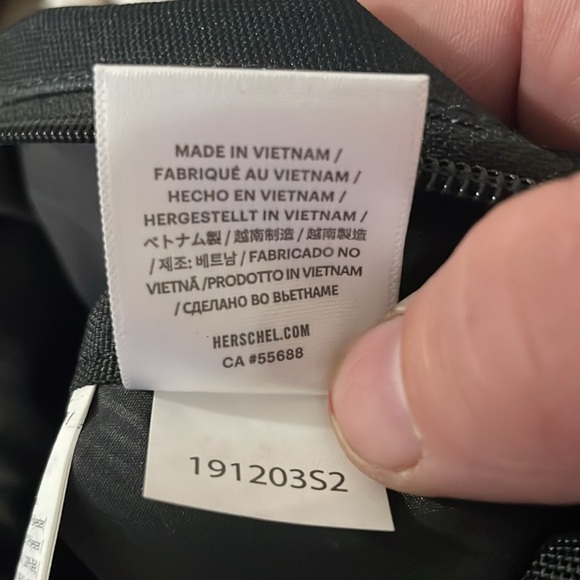 MADE IN VIETNAM /
FABRIQUÉ AU VIETNAM /
HECHO EN VIETNAM /
HERGESTELLT IN VIETNAM /
ベトナム製 / 越南制造 / 越南製造
/ 제조: 베트남 / FABRICADO NO
VIETNÃ /PRODOTTO IN VIETNAM
/ СДЕЛАНО ВО ВЬЕТНАМЕ
HERSCHEL.COM
CA #55688
191203S2